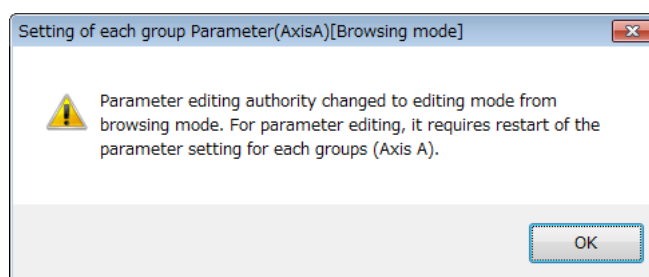 Setting of each group Parameter(AxisA)[Browsing mode]
Parameter editing authority changed to editing mode from
browsing mode. For parameter editing, it requires restart of the
parameter setting for each groups (Axis A).
OK